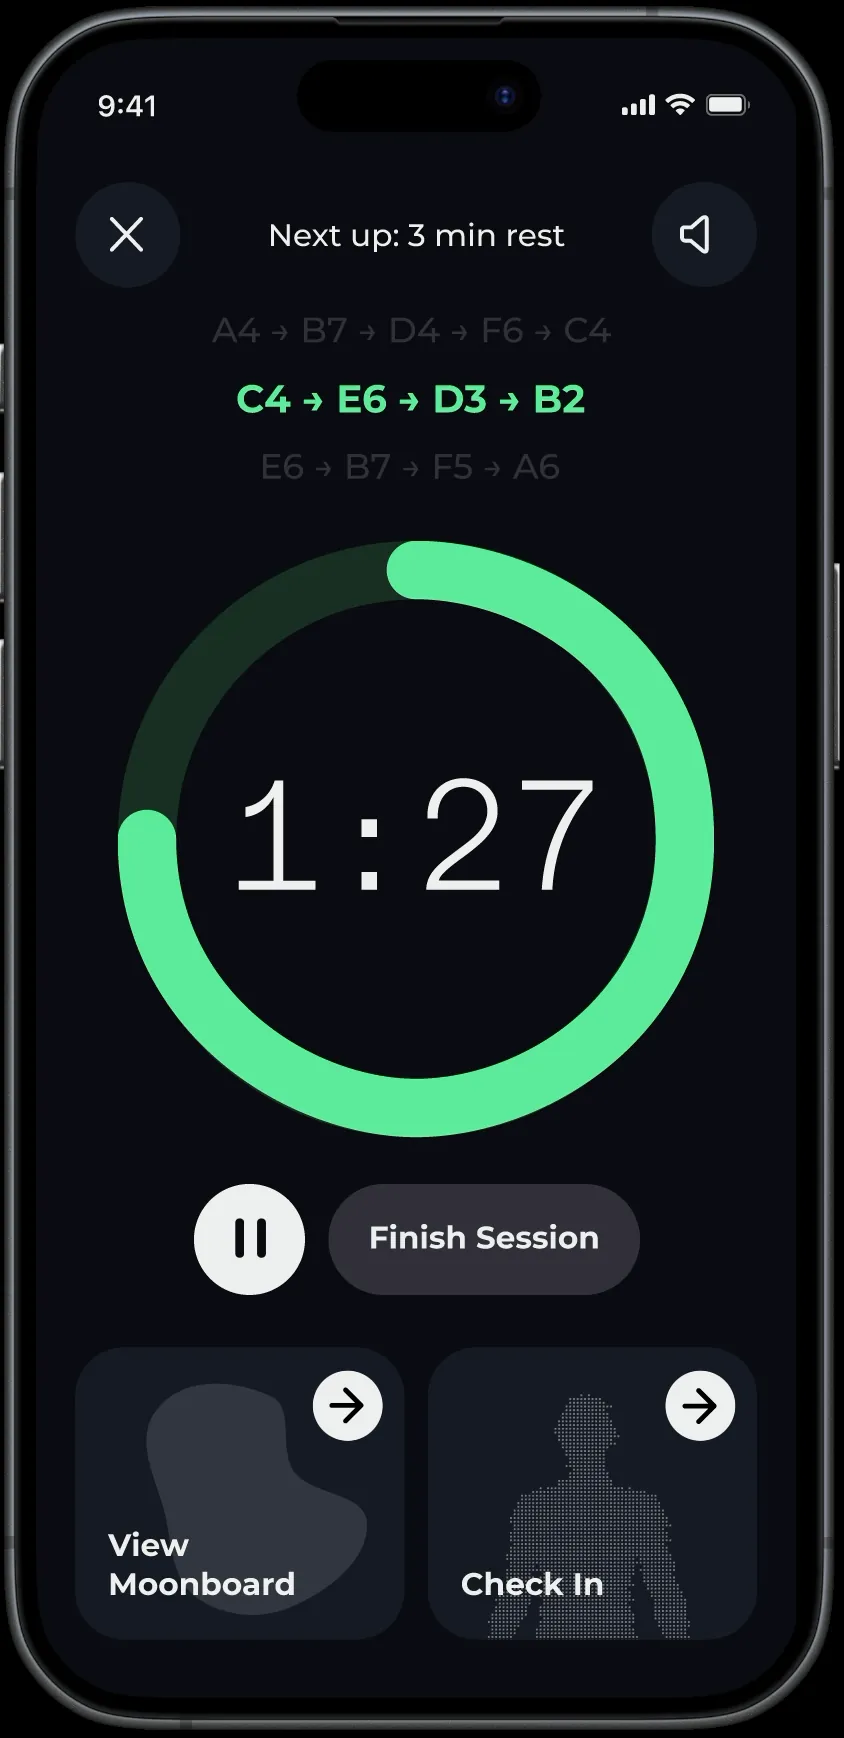 9:41
Next up: 3 min rest
A4 → B7 → D4 → F6 → C4
C4 → E6 → D3 → B2
E6 → B7 → F5 → A6
1:27
Finish Session
View
Moonboard
Check In